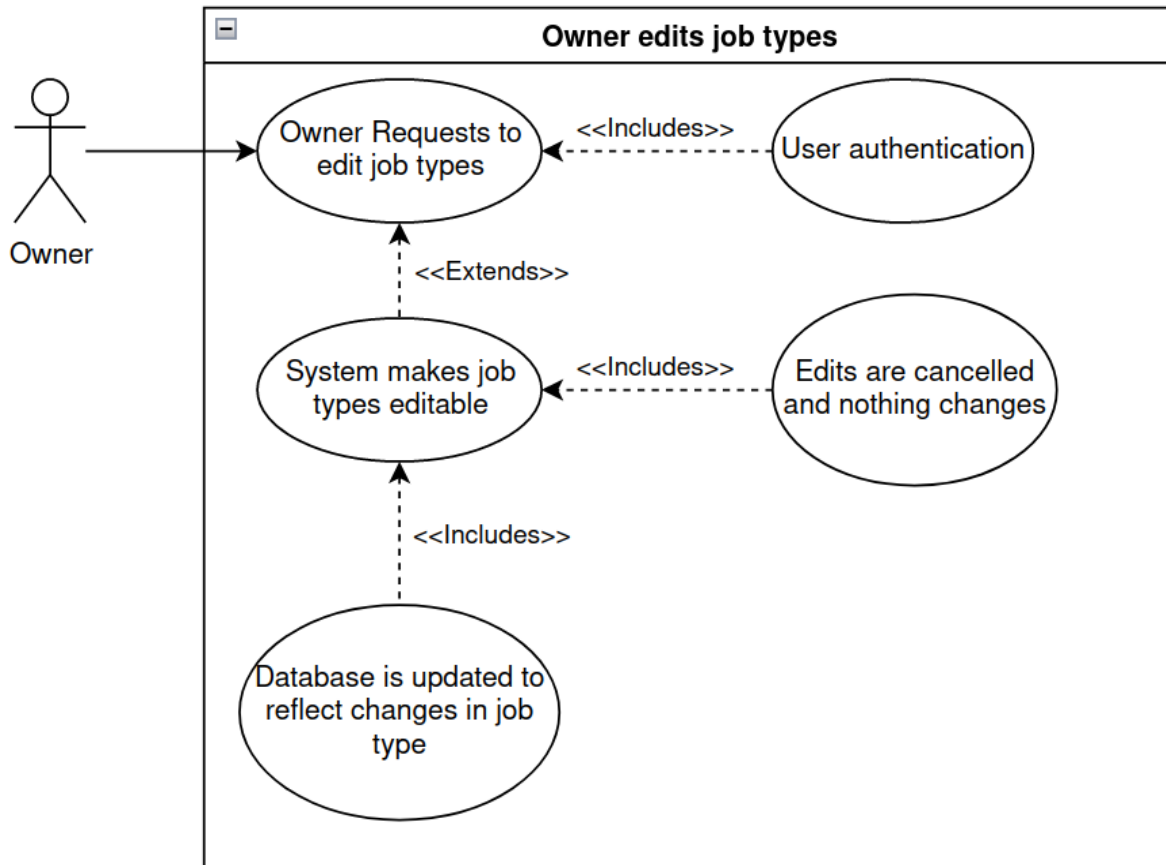 Owner edits job types
Owner Requests to
edit job types
<<Includes>>
User authentication
Owner
<<Extends>>
System makes job
types editable
<<Includes>>
Edits are cancelled
and nothing changes
<<Includes>>
Database is updated to
reflect changes in job
type